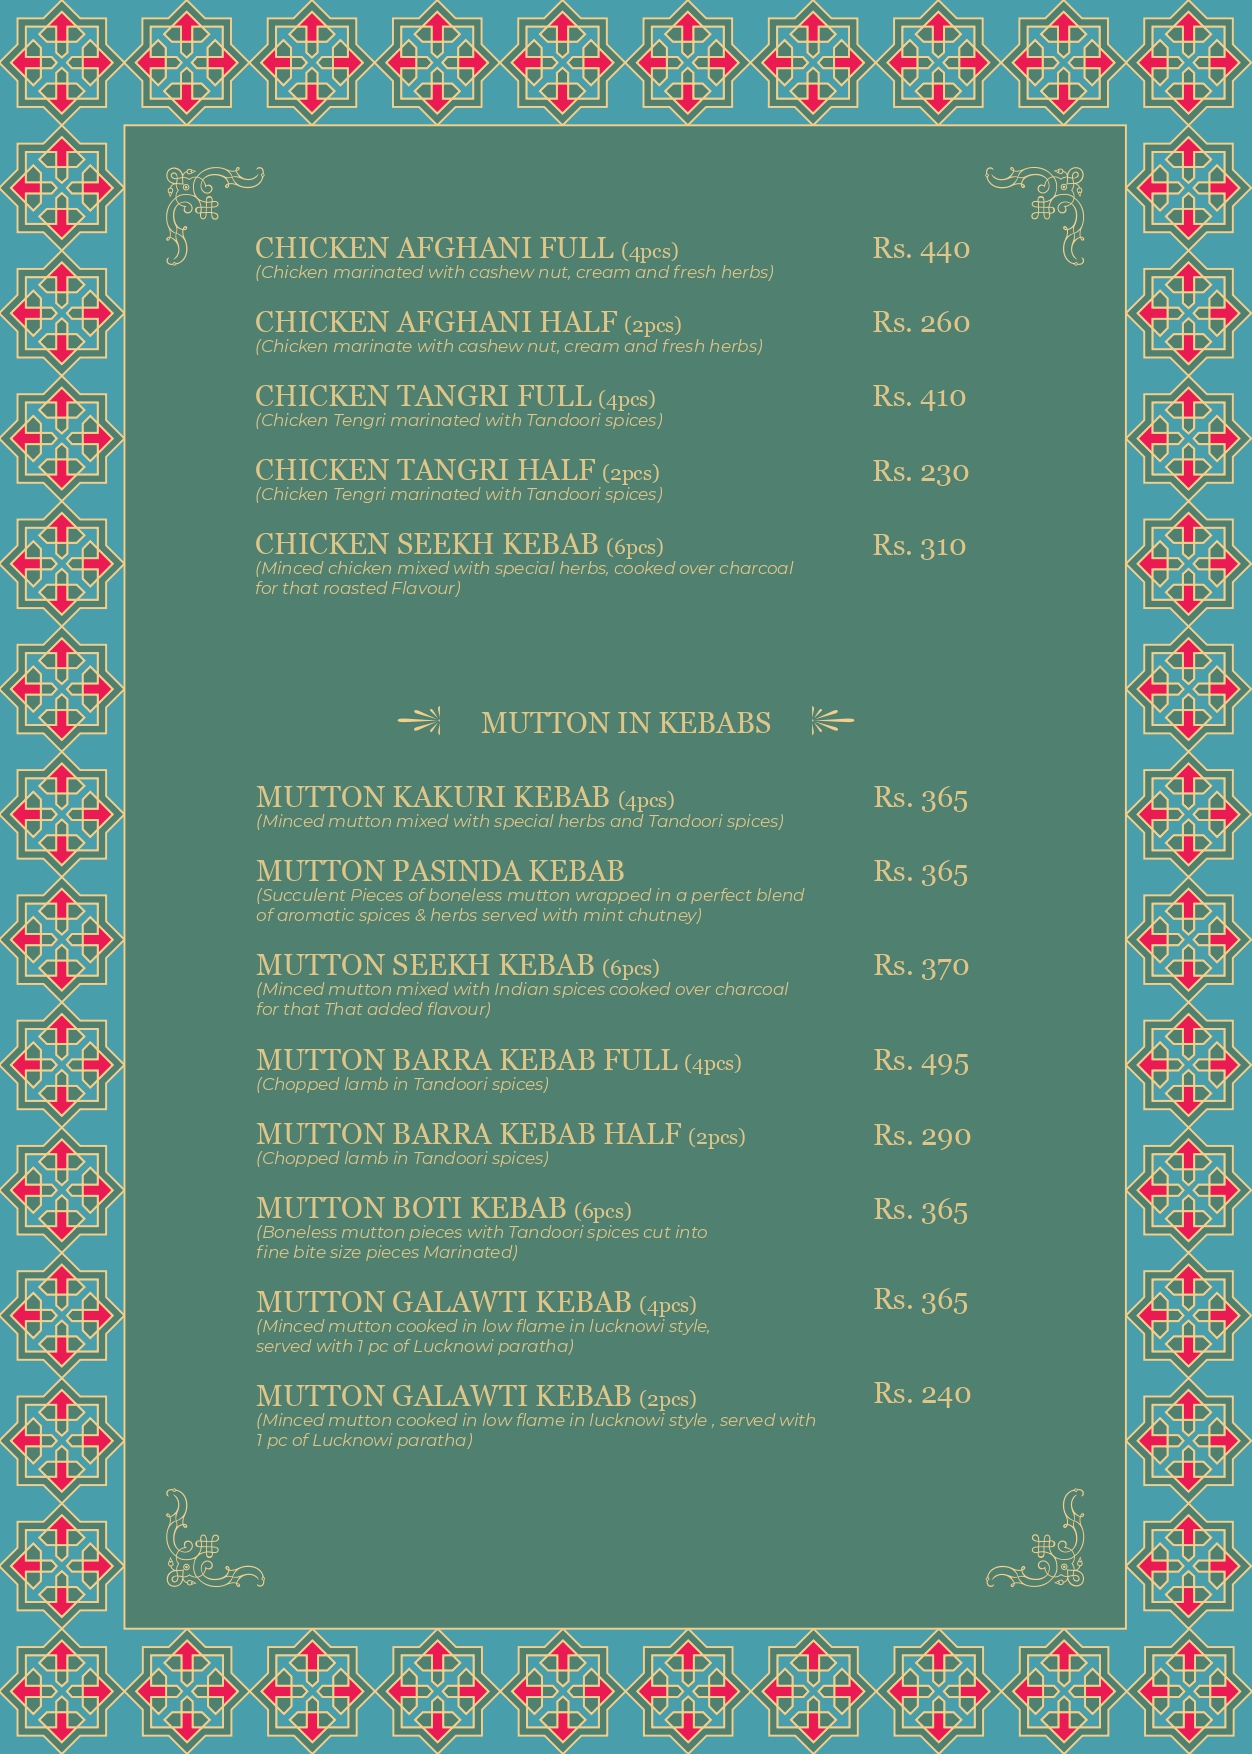 CHICKEN AFGHANI FULL (4pcs) Rs. 440
(Chicken marinated with cashew nut, cream and fresh herbs)
CHICKEN AFGHANI HALF (2pcs) Rs. 260
(Chicken marinate with cashew nut, cream and fresh herbs)
CHICKEN TANGRI FULL (4pcs) Rs. 410
(Chicken Tengri marinated with Tandoori spices)
CHICKEN TANGRI HALF (2pcs) Rs. 230
(Chicken Tengri marinated with Tandoori spices)
CHICKEN SEEKH KEBAB (6pcs) Rs. 310
(Minced chicken mixed with special herbs, cooked over charcoal
for that roasted Flavour)
MUTTON IN KEBABS
MUTTON KAKURI KEBAB (4pcs) Rs. 365
(Minced mutton mixed with special herbs and Tandoori spices)
MUTTON PASINDA KEBAB Rs. 365
(Succulent Pieces of boneless mutton wrapped in a perfect blend
of aromatic spices & herbs served with mint chutney)
MUTTON SEEKH KEBAB (6pcs) Rs. 370
(Minced mutton mixed with Indian spices cooked over charcoal
for that That added flavour)
MUTTON BARRA KEBAB FULL (4pcs) Rs. 495
(Chopped lamb in Tandoori spices)
MUTTON BARRA KEBAB HALF (2pcs) Rs. 290
(Chopped lamb in Tandoori spices)
MUTTON BOTI KEBAB (6pcs) Rs. 365
(Boneless mutton pieces with Tandoori spices cut into
fine bite size pieces Marinated)
MUTTON GALAWTI KEBAB (4pcs) Rs. 365
(Minced mutton cooked in low flame in lucknowi style,
served with 1 pc of Lucknowi paratha)
MUTTON GALAWTI KEBAB (2pcs) Rs. 240
(Minced mutton cooked in low flame in lucknowi style , served with
1 pc of Lucknowi paratha)